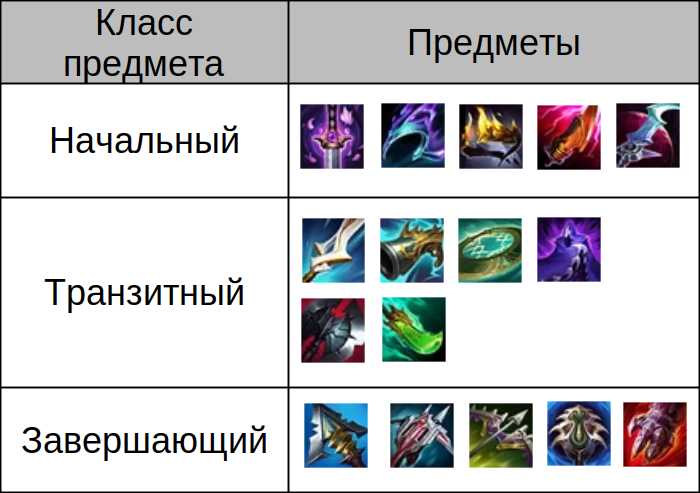 Класс
предмета
Предметы
Начальный
Транзитный
Завершающий